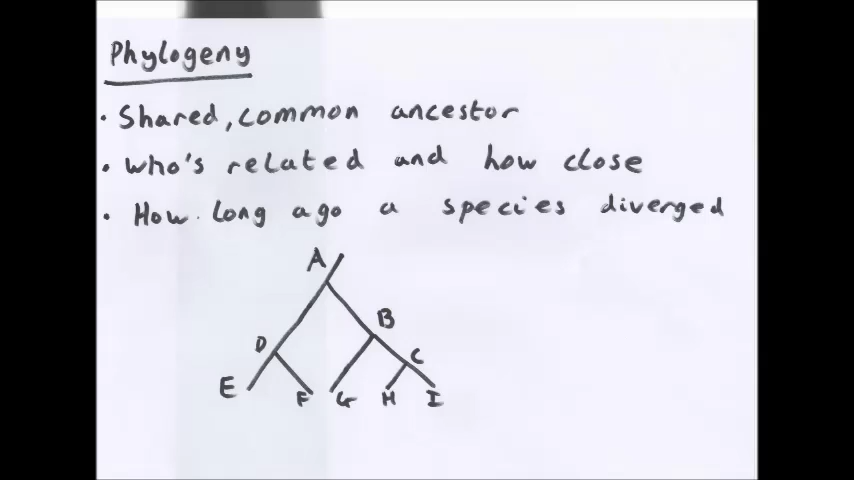 Phylogeny
• Shared, common ancestor
• Who's related and how close
• How long ago a species diverged
A
B
D
C
E
F
G
H
I